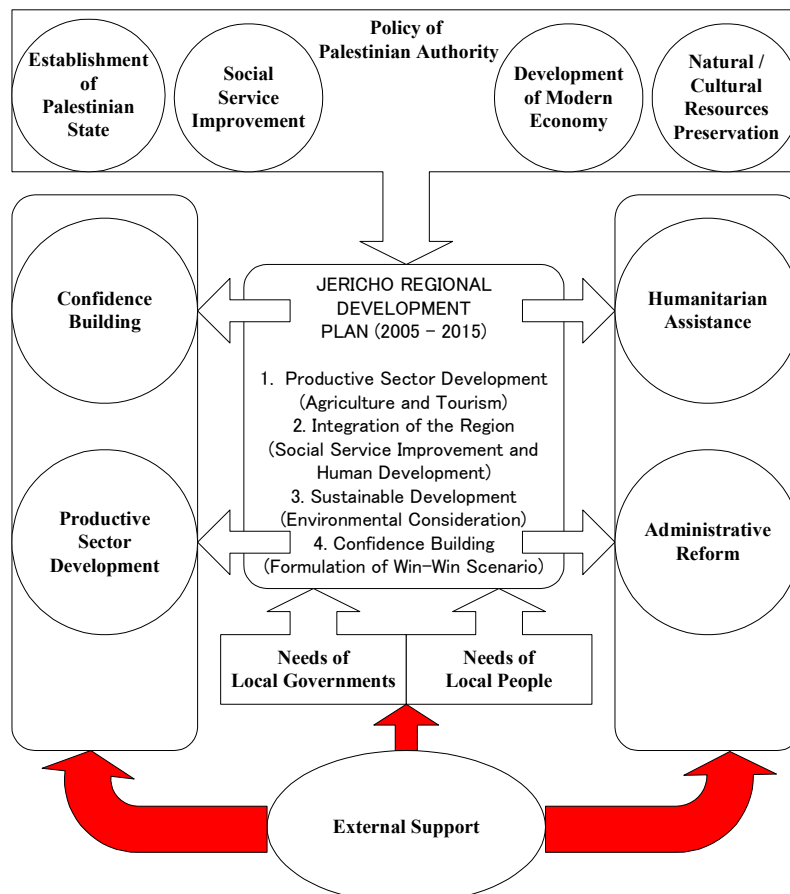 Policy of
Palestinian Authority
Establishment
of
Palestinian
State
Social
Service
Improvement
Development
of Modern
Economy
Natural /
Cultural
Resources
Preservation
Confidence
Building
Productive
Sector
Development
JERICHO REGIONAL
DEVELOPMENT
PLAN (2005 – 2015)
1. Productive Sector Development
(Agriculture and Tourism)
2. Integration of the Region
(Social Service Improvement and
Human Development)
3. Sustainable Development
(Environmental Consideration)
4. Confidence Building
(Formulation of Win-Win Scenario)
Humanitarian
Assistance
Administrative
Reform
Needs of
Local Governments
Needs of
Local People
External Support